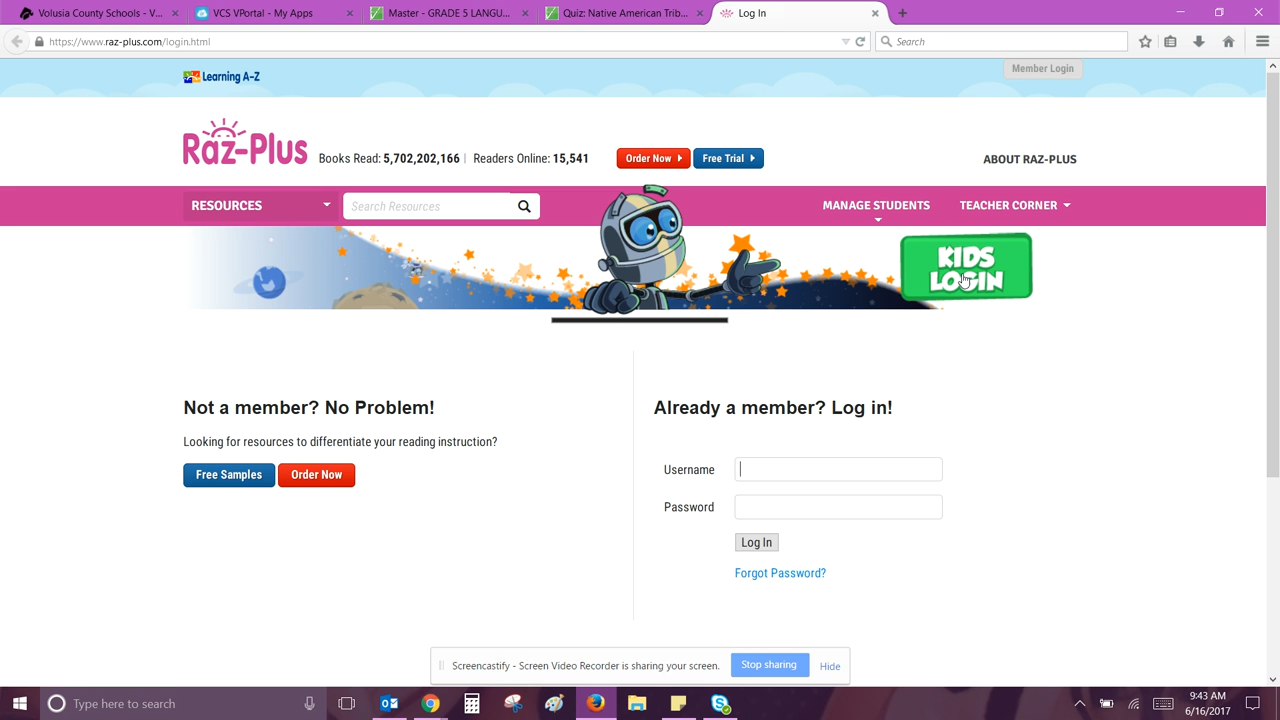 Volusia County Schools - V...
VCS VPortal - My Apps
Master - GRADE 5 LANGU...
Quiz: Native American Trib...
Log In
https://www.raz-plus.com/login.html
Search
Learning A-Z
Member Login
Raz-Plus
Books Read: 5,702,202,166 | Readers Online: 15,541
Order Now
Free Trial
ABOUT RAZ-PLUS
RESOURCES
Search Resources
MANAGE STUDENTS
TEACHER CORNER
KIDS
LOGIN
Not a member? No Problem!
Looking for resources to differentiate your reading instruction?
Free Samples
Order Now
Already a member? Log in!
Username
Password
Log In
Forgot Password?
Screencastify - Screen Video Recorder is sharing your screen.
Stop sharing
Hide
Type here to search
9:43 AM
6/16/2017